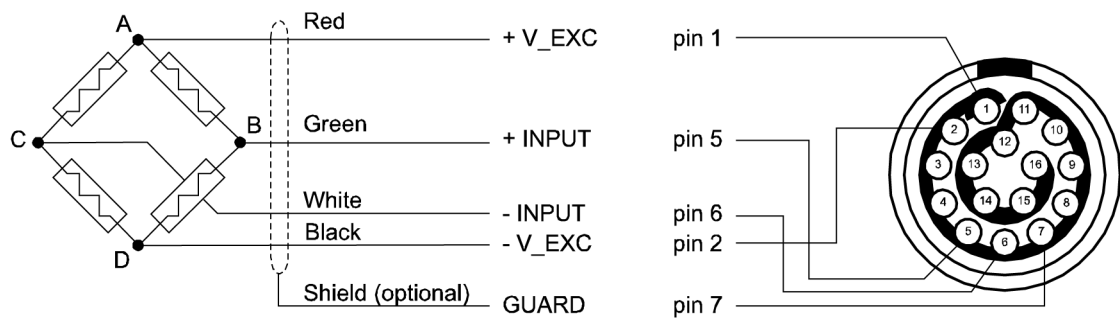 A Red + V_EXC pin 1
B Green + INPUT pin 5
C
White - INPUT pin 6
Black - V_EXC pin 2
D
Shield (optional) GUARD pin 7
1
11
2
10
12
3
13
16
9
4
14
15
8
5
6
7